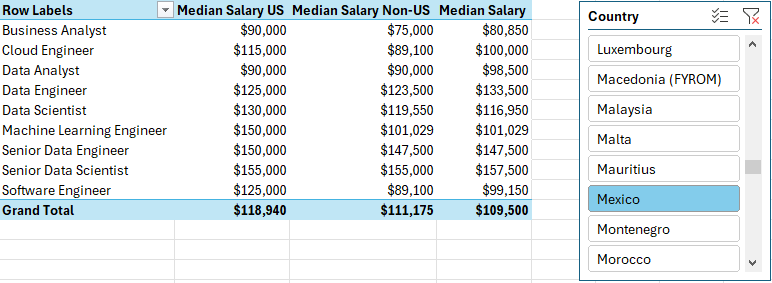 Row Labels Median Salary US Median Salary Non-US Median Salary
Business Analyst $90,000 $75,000 $80,850
Cloud Engineer $115,000 $89,100 $100,000
Data Analyst $90,000 $90,000 $98,500
Data Engineer $125,000 $123,500 $133,500
Data Scientist $130,000 $119,550 $116,950
Machine Learning Engineer $150,000 $101,029 $101,029
Senior Data Engineer $150,000 $147,500 $147,500
Senior Data Scientist $155,000 $155,000 $157,500
Software Engineer $125,000 $89,100 $99,150
Grand Total $118,940 $111,175 $109,500
Country
Luxembourg
Macedonia (FYROM)
Malaysia
Malta
Mauritius
Mexico
Montenegro
Morocco